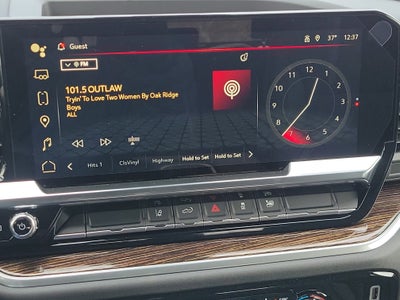 Guest
37° 12:37
FM
101.5 OUTLAW
Tryin' To Love Two Women By Oak Ridge
Boys
ALL
12
1
2
3
4
5
6
7
8
9
10
11
Hits 1 ClsVinyl Highway Hold to Set Hold to Set